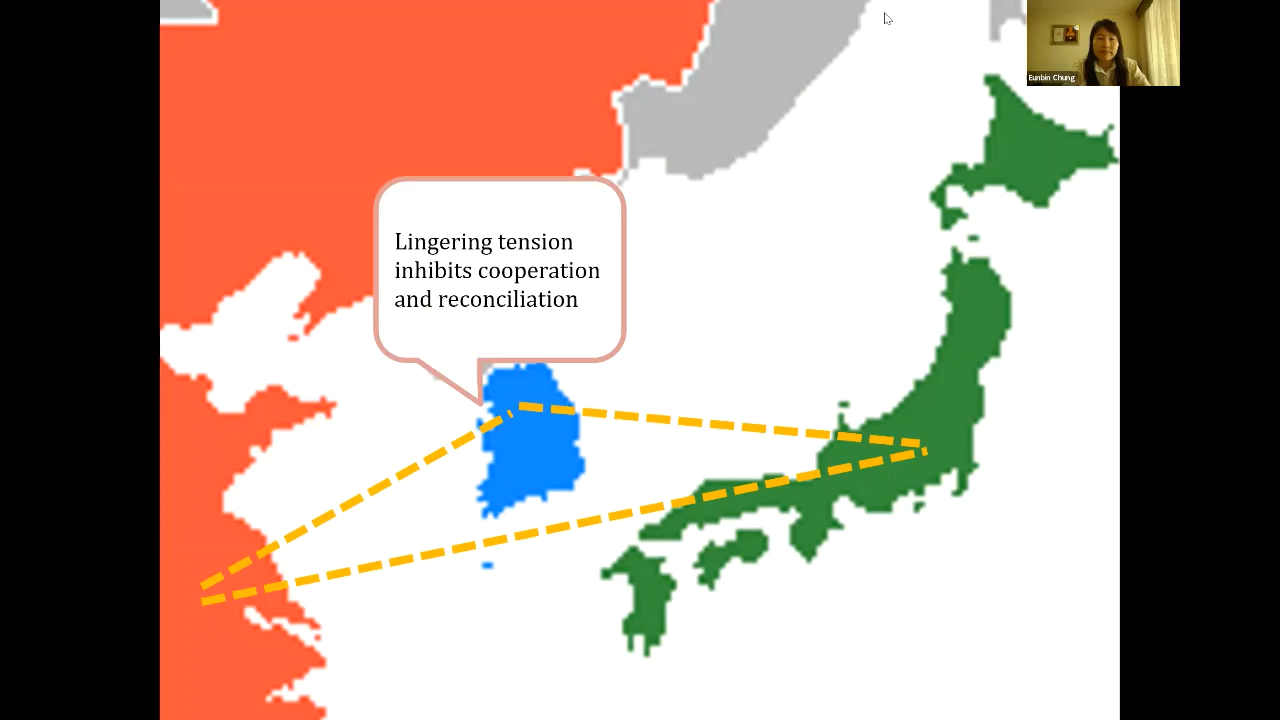 Eunbin Chung
Lingering tension
inhibits cooperation
and reconciliation